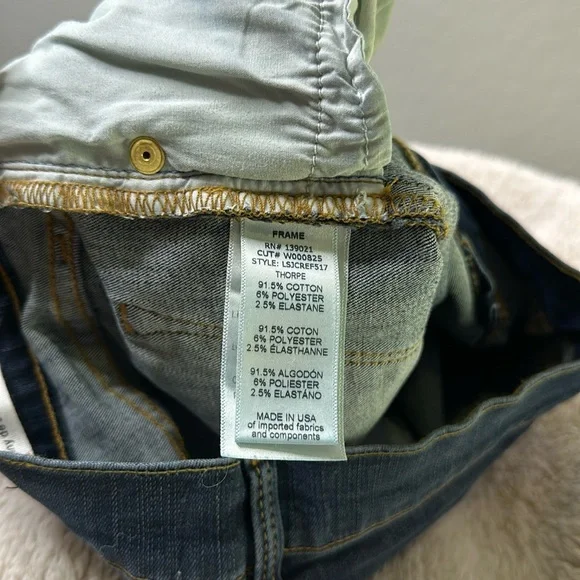 FRAME
RN# 139021
CUT# W000825
STYLE: LSJCREF517
THORPE
91.5% COTTON
6% POLYESTER
2.5% ELASTANE
91.5% COTON
6% POLYESTER
2.5% ÉLASTHANNE
91.5% ALGODÓN
6% POLIESTER
2.5% ELASTÁNO
MADE IN USA
of imported fabrics
and components